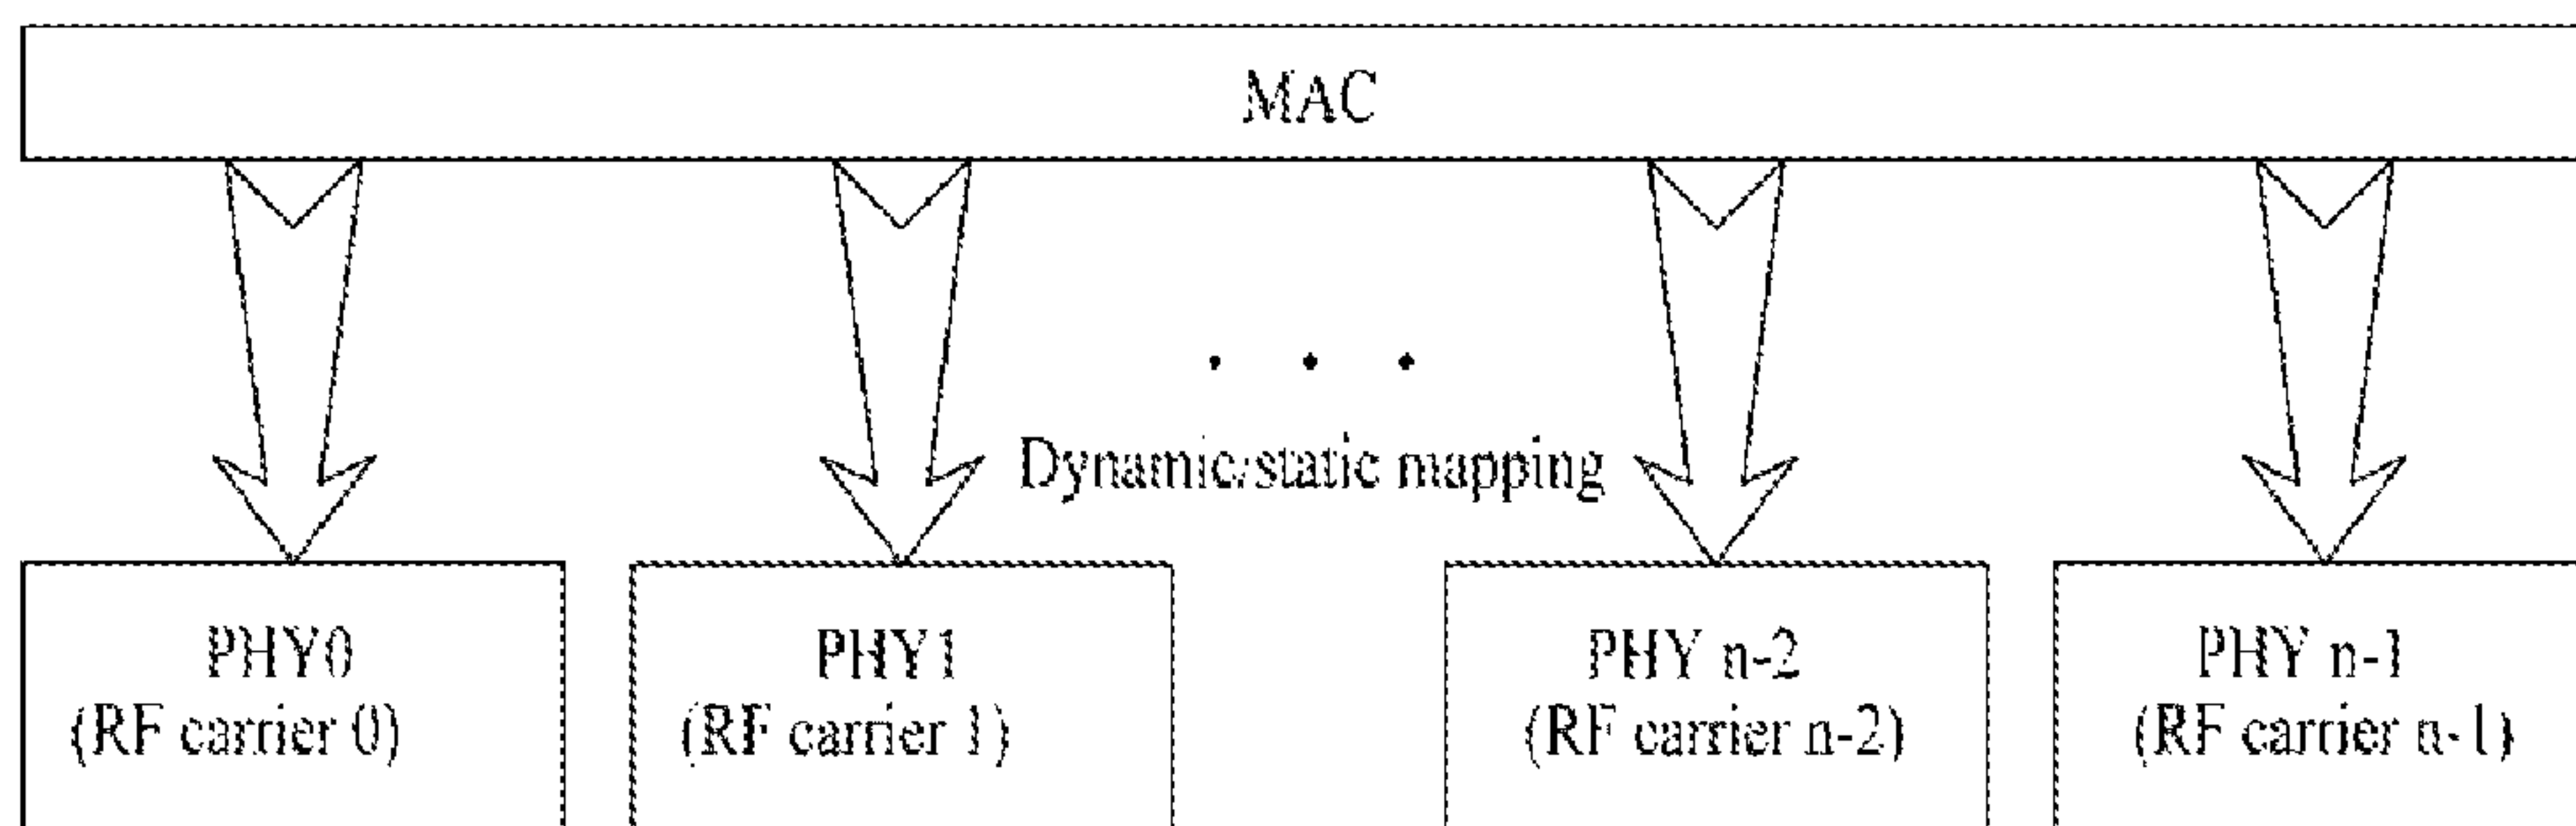 MAC
Dynamic/static mapping
PHY0
(RF carrier 0)
PHY1
(RF carrier 1)
PHY n-2
(RF carrier n-2)
PHY n-1
(RF carrier n-1)